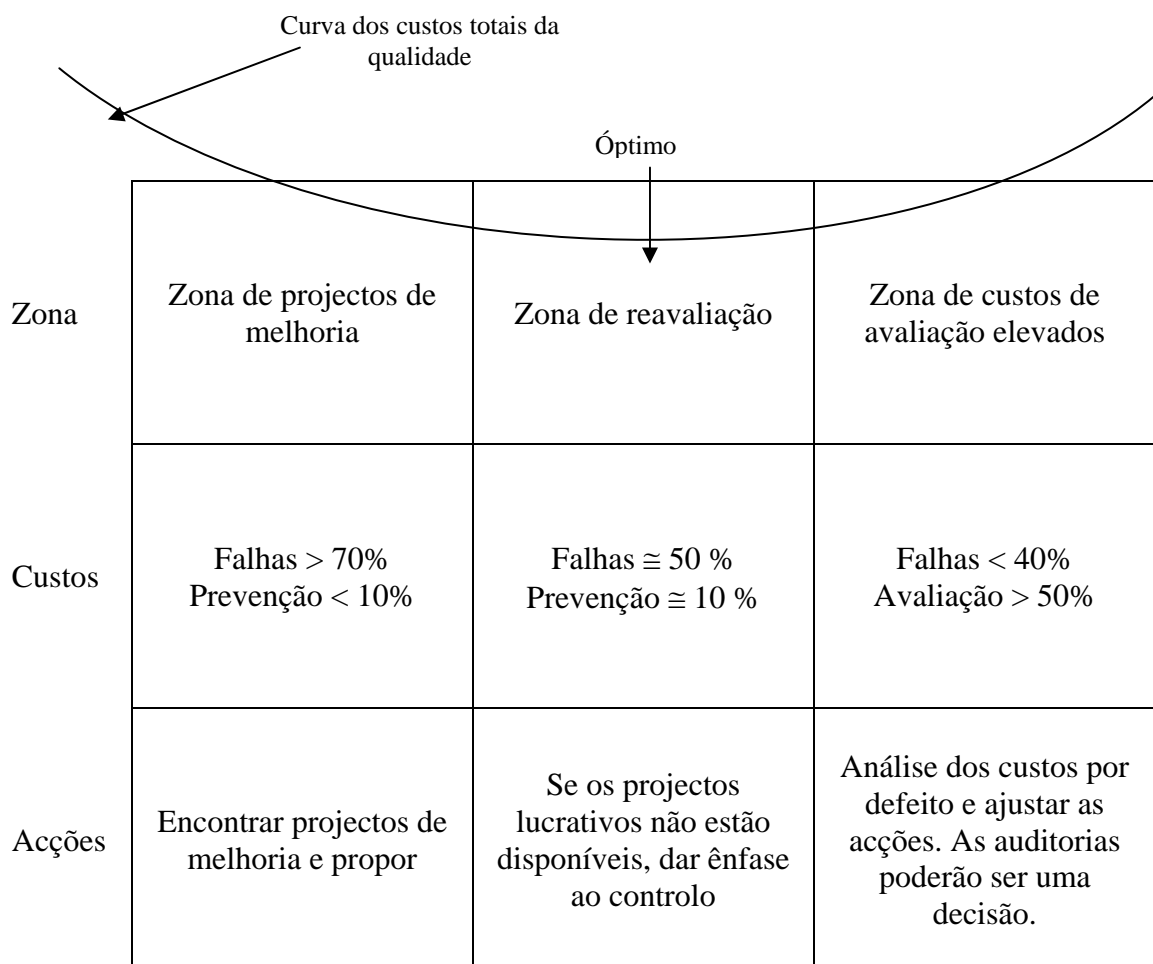 Curva dos custos totais da
qualidade
Óptimo
Zona
Zona de projectos de
melhoria
Zona de reavaliação
Zona de custos de
avaliação elevados
Custos
Falhas > 70%
Prevenção < 10%
Falhas ≅ 50 %
Prevenção ≅ 10 %
Falhas < 40%
Avaliação > 50%
Acções
Encontrar projectos de
melhoria e propor
Se os projectos
lucrativos não estão
disponíveis, dar ênfase
ao controlo
Análise dos custos por
defeito e ajustar as
acções. As auditorias
poderão ser uma
decisão.